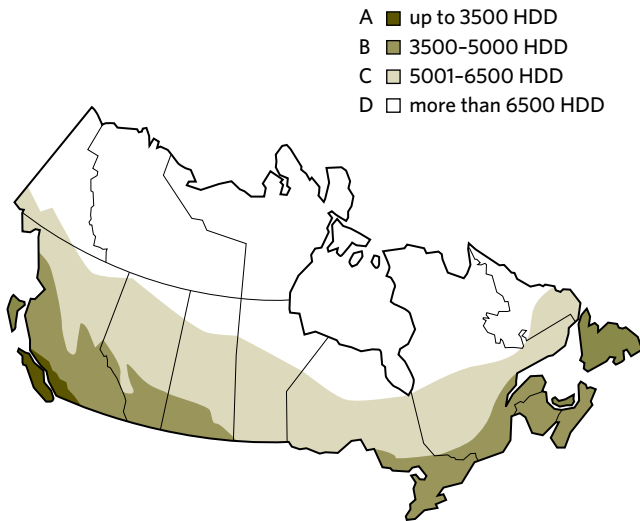 A up to 3500 HDD
B 3500–5000 HDD
C 5001–6500 HDD
D more than 6500 HDD